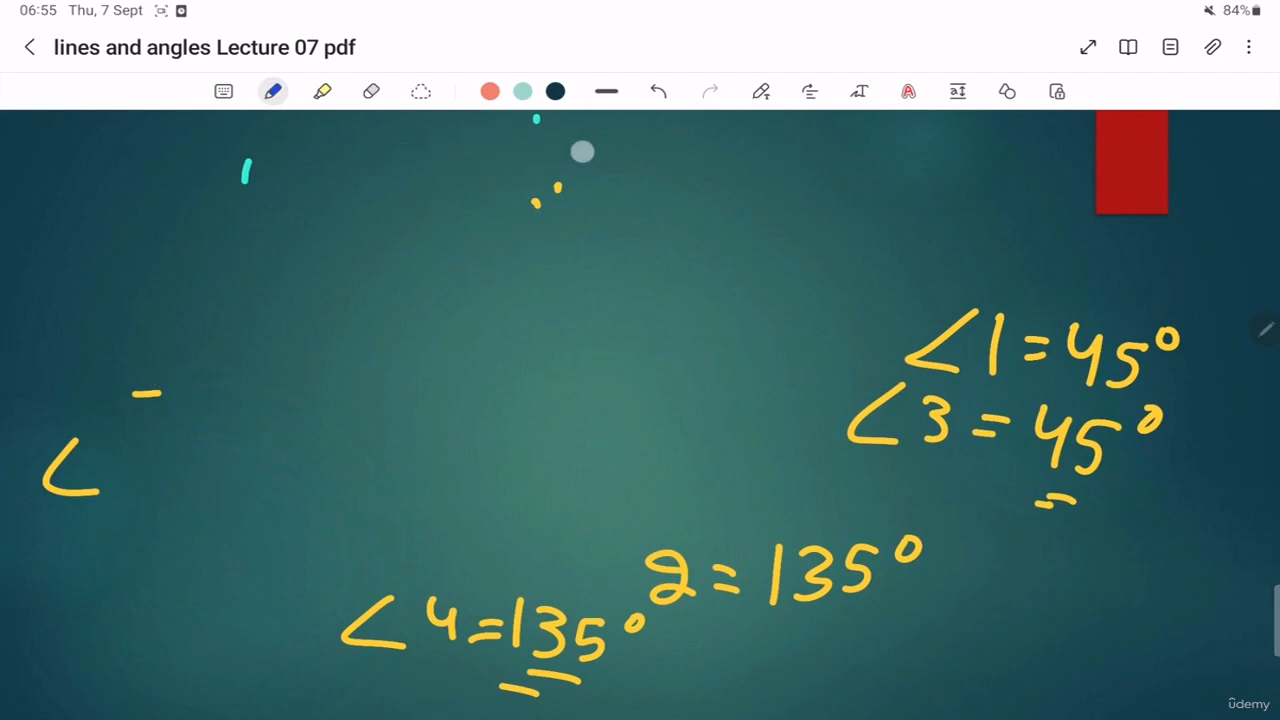 06:55 Thu, 7 Sept 84%
lines and angles Lecture 07 pdf
∠1 = 45°
∠3 = 45°
∠
2 = 135°
∠4 = 135°
ûdemy